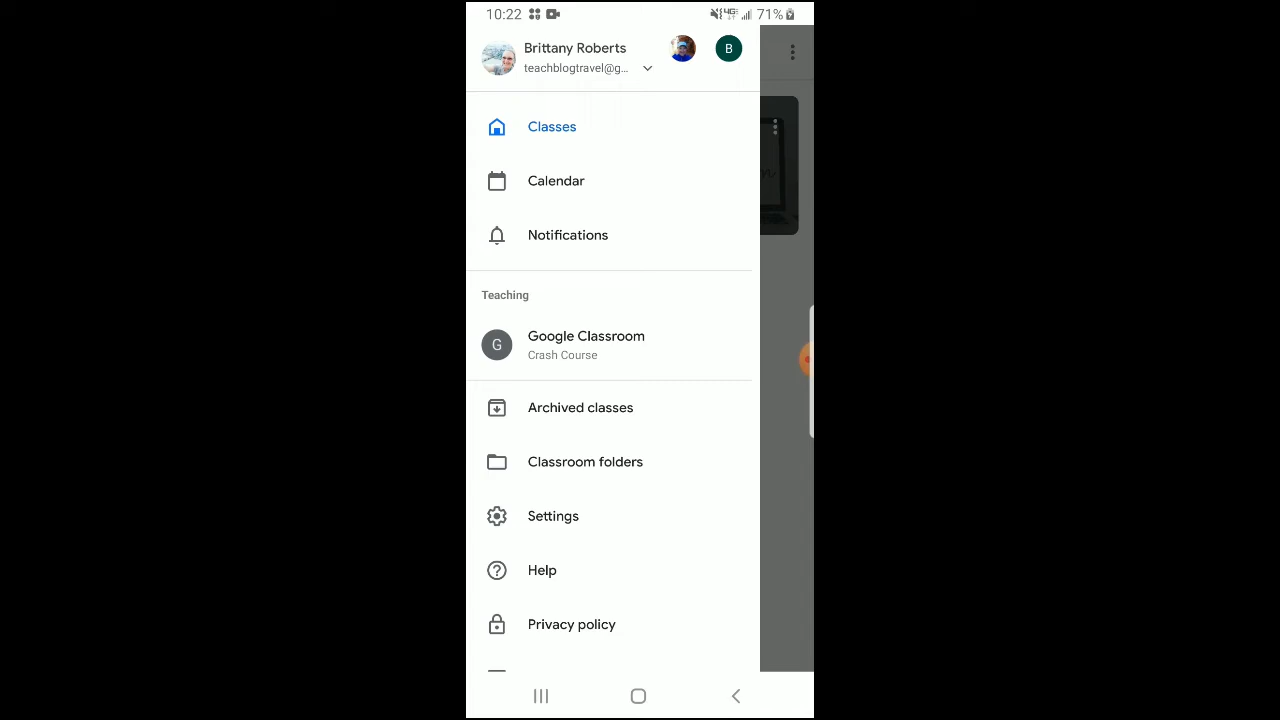 10:22 71%
Brittany Roberts
teachblogtravel@g...
B
Classes
Calendar
Notifications
Teaching
G
Google Classroom
Crash Course
Archived classes
Classroom folders
Settings
Help
Privacy policy